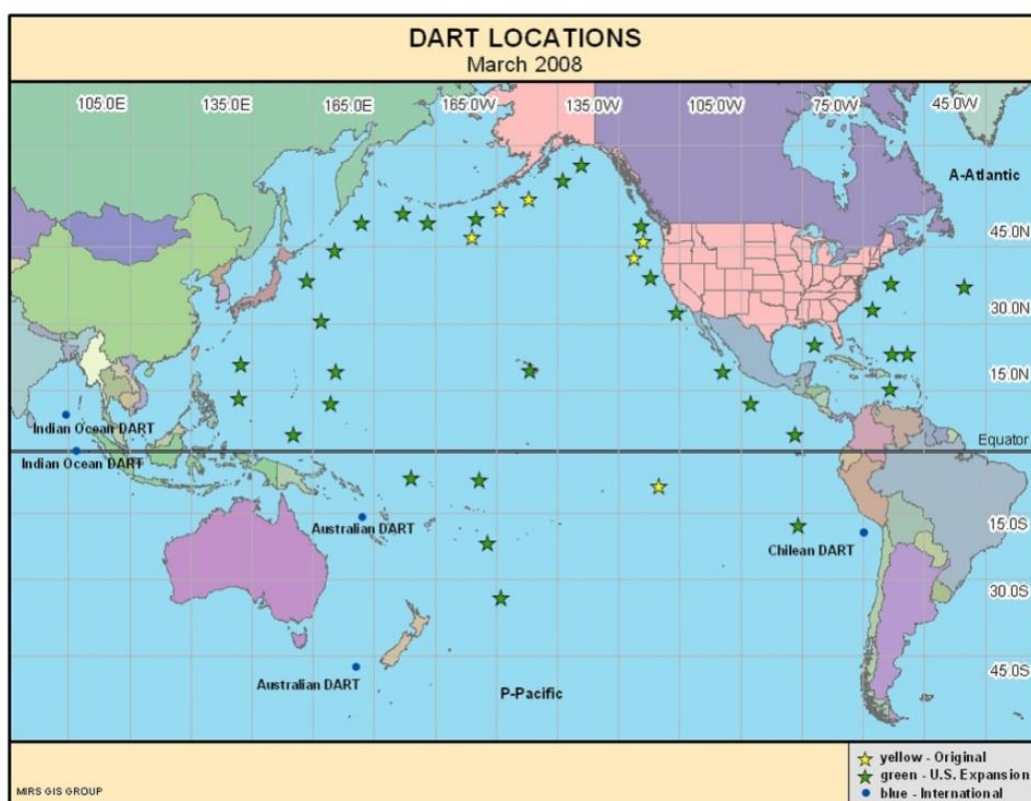 DART LOCATIONS
March 2008
105.0E 135.0E 165.0E 165.0W 135.0W 105.0W 75.0W 45.0W
A-Atlantic
45.0N
30.0N
15.0N
Indian Ocean DART
Equator
Indian Ocean DART
15.0S
Australian DART
Chilean DART
30.0S
45.0S
Australian DART
P-Pacific
yellow - Original
green - U.S. Expansion
blue - International
MIRS GIS GROUP